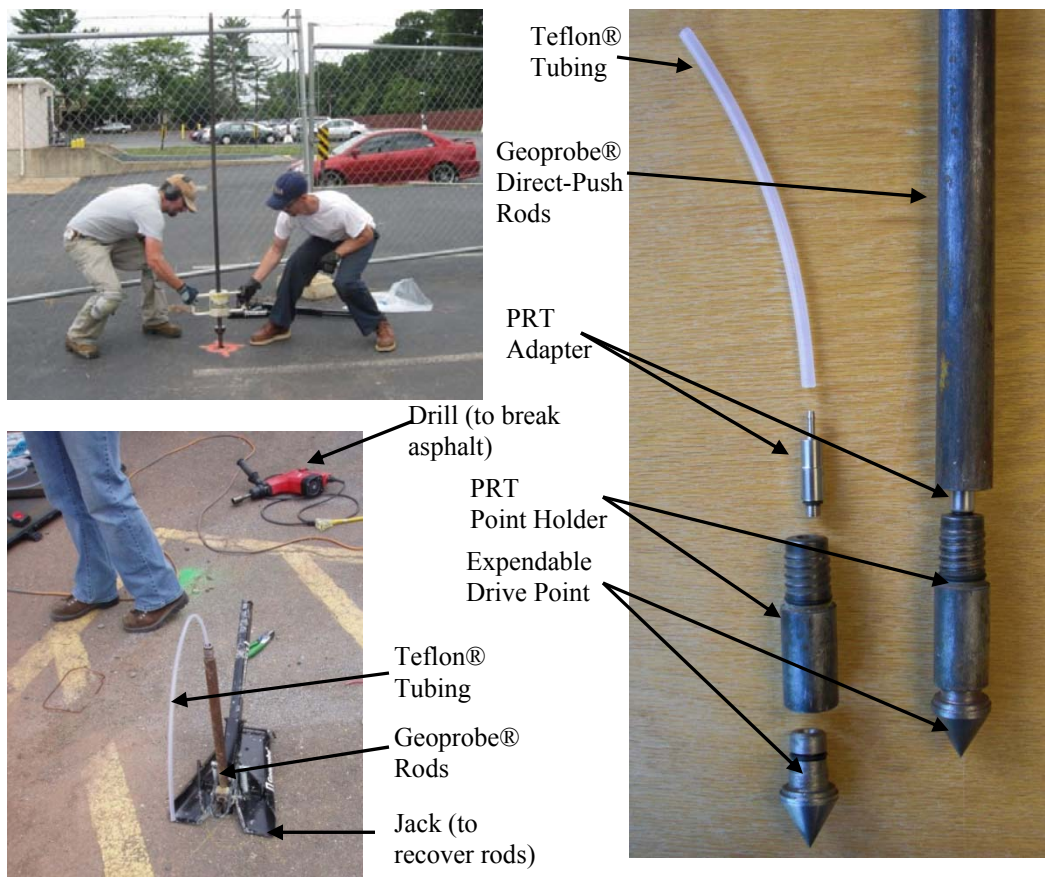 Teflon®
Tubing
Geoprobe®
Direct-Push
Rods
PRT
Adapter
Drill (to break
asphalt)
PRT
Point Holder
Expendable
Drive Point
Teflon®
Tubing
Geoprobe®
Rods
Jack (to
recover rods)